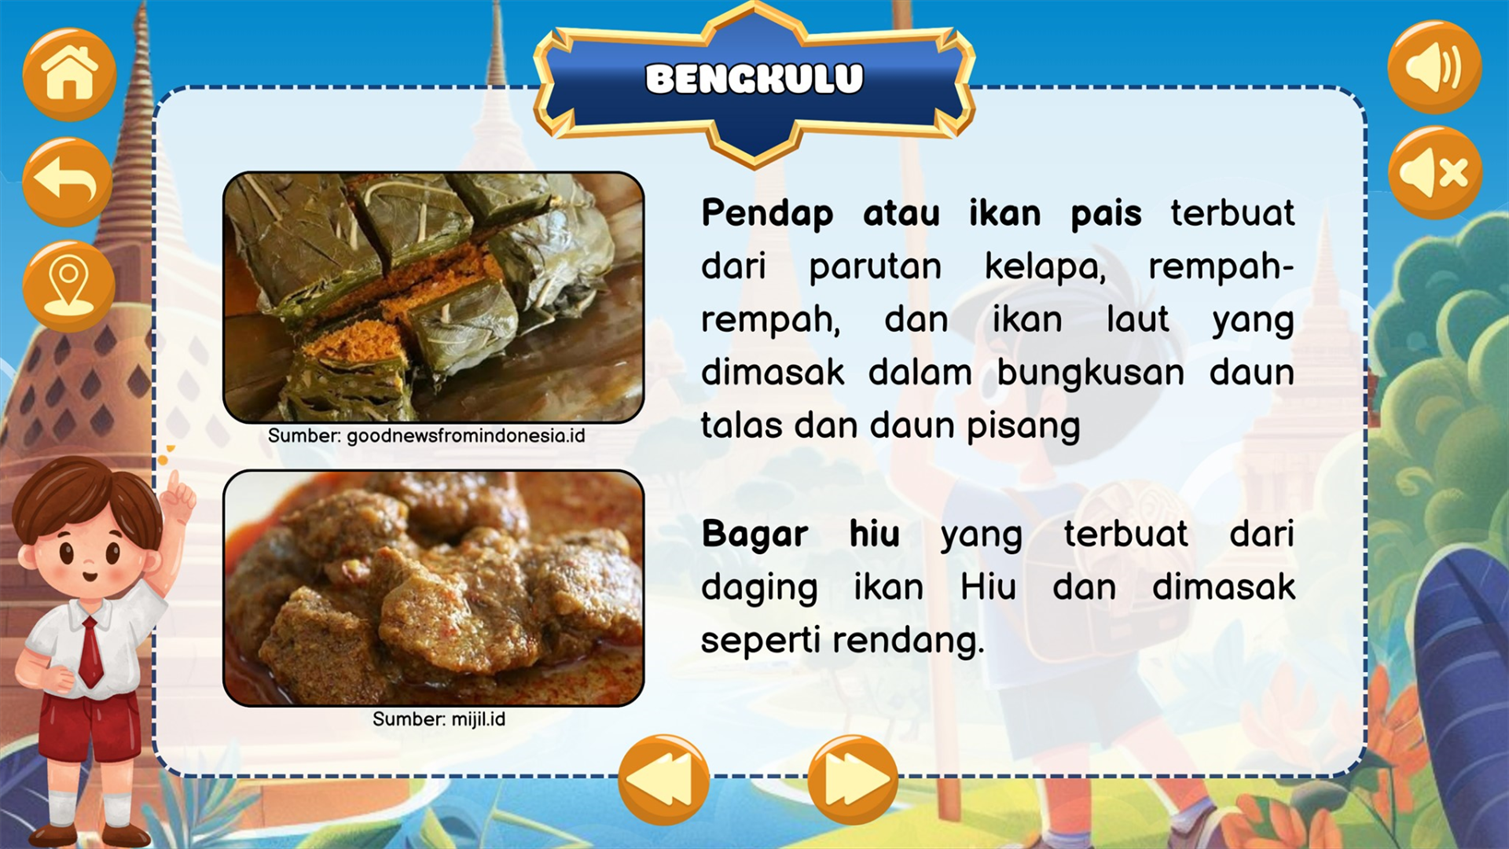 BENGKULU
Pendap atau ikan pais terbuat
dari parutan kelapa, rempah-
rempah, dan ikan laut yang
dimasak dalam bungkusan daun
talas dan daun pisang
Sumber: goodnewsfromindonesia.id
Bagar hiu yang terbuat dari
daging ikan Hiu dan dimasak
seperti rendang.
Sumber: mijil.id